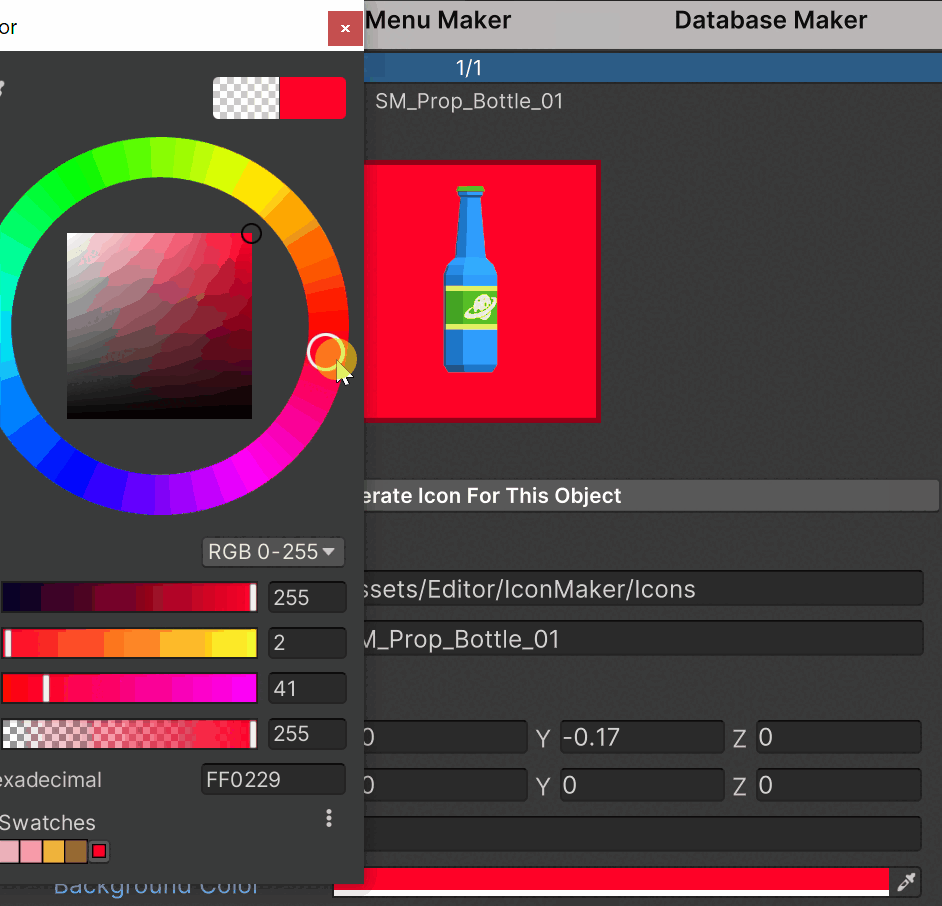 or
Menu Maker
Database Maker
1/1
SM_Prop_Bottle_01
erate Icon For This Object
RGB 0-255
255
ssets/Editor/IconMaker/Icons
2
M_Prop_Bottle_01
41
255
0 Y -0.17 Z 0
exadecimal FF0229
0 Y 0 Z 0
Swatches
Background Color